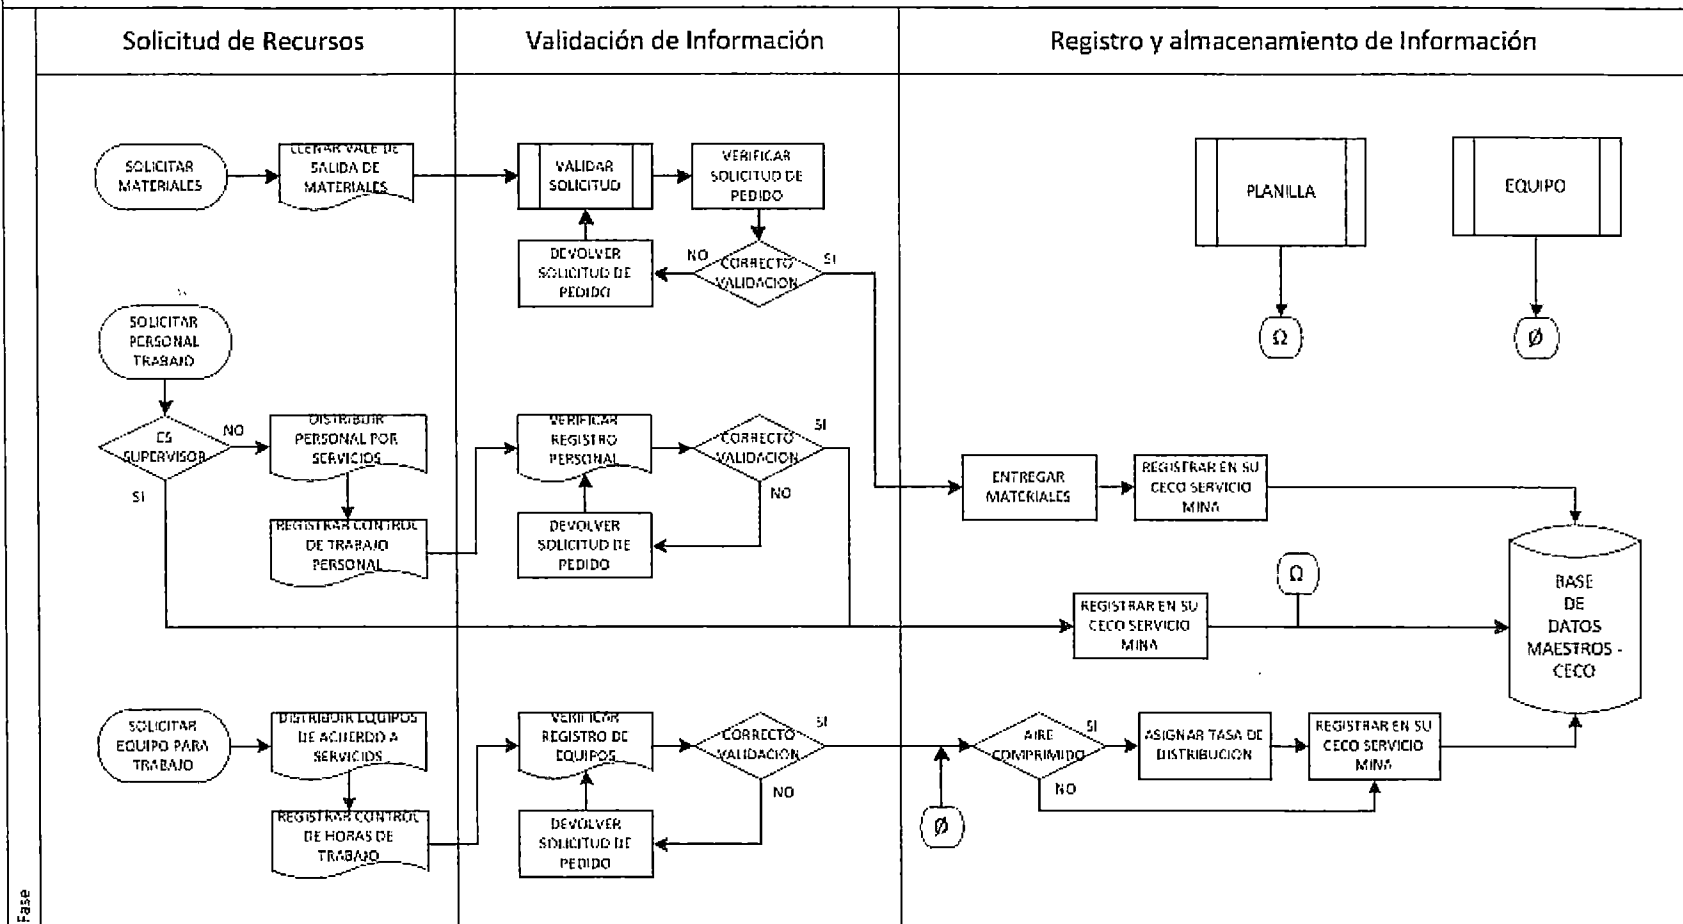 Solicitud de Recursos
Validación de Información
Registro y almacenamiento de Información
SOLICITAR
MATERIALES
LLENAR VALE DE
SALIDA DE
MATERIALES
VALIDAR
SOLICITUD
VERIFICAR
SOLICITUD DE
PEDIDO
DEVOLVER
SOLICITUD DE
PEDIDO
NO
CORRECTO
VALIDACION
SI
PLANILLA
EQUIPO
Ω
Ø
SOLICITAR
PERSONAL
TRABAJO
ES
SUPERVISOR
NO
SI
DISTRIBUIR
PERSONAL POR
SERVICIOS
REGISTRAR CONTROL
DE TRABAJO
PERSONAL
VERIFICAR
REGISTRO
PERSONAL
CORRECTO
VALIDACION
SI
NO
DEVOLVER
SOLICITUD DE
PEDIDO
ENTREGAR
MATERIALES
REGISTRAR EN SU
CECO SERVICIO
MINA
Ω
REGISTRAR EN SU
CECO SERVICIO
MINA
BASE
DE
DATOS
MAESTROS -
CECO
SOLICITAR
EQUIPO PARA
TRABAJO
DISTRIBUIR EQUIPOS
DE ACUERDO A
SERVICIOS
REGISTRAR CONTROL
DE HORAS DE
TRABAJO
VERIFICAR
REGISTRO DE
EQUIPOS
CORRECTO
VALIDACION
SI
NO
DEVOLVER
SOLICITUD DE
PEDIDO
Ø
AIRE
COMPRIMIDO
SI
NO
ASIGNAR TASA DE
DISTRIBUCION
REGISTRAR EN SU
CECO SERVICIO
MINA
Fase